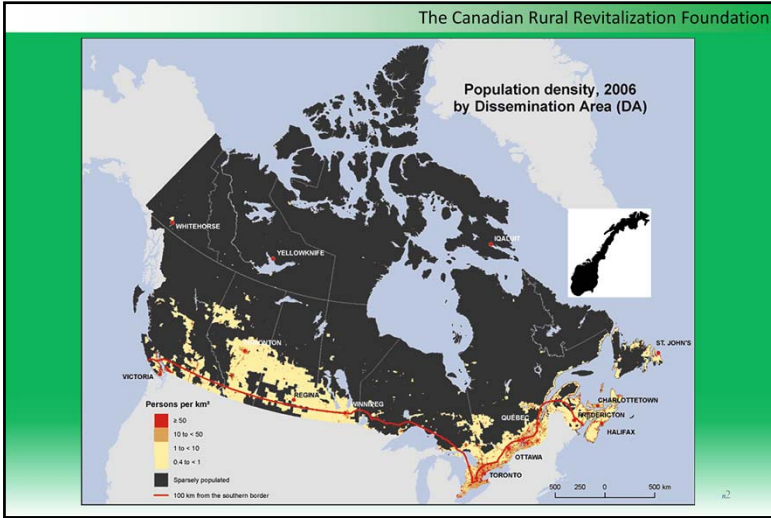 The Canadian Rural Revitalization Foundation
Population density, 2006
by Dissemination Area (DA)
WHITEHORSE
YELLOWKNIFE
IQALUIT
ST. JOHN'S
VICTORIA
REGINA
WINNIPEG
QUÉBEC
CHARLOTTETOWN
FREDERICTON
HALIFAX
OTTAWA
TORONTO
Persons per km²
≥ 50
10 to < 50
1 to < 10
0.4 to < 1
Sparsely populated
100 km from the southern border
500 250 0 500 km